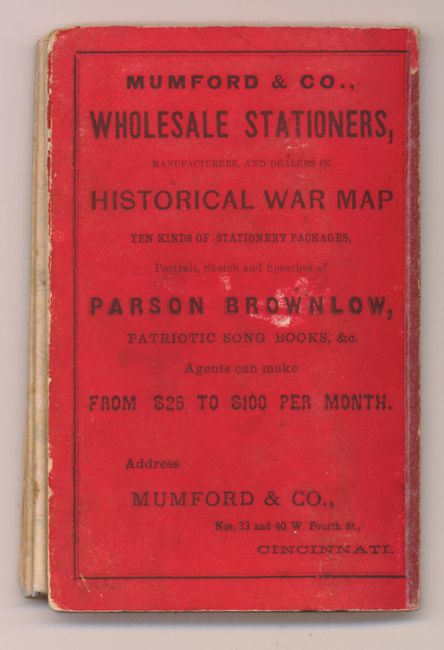 MUMFORD & CO.,
WHOLESALE STATIONERS,
MANUFACTURERS, AND DEALERS IN
HISTORICAL WAR MAP
TEN KINDS OF STATIONERY PACKAGES,
Portrait, Sketch and Speeches of
PARSON BROWNLOW,
PATRIOTIC SONG BOOKS, &c.
Agents can make
FROM $25 TO $100 PER MONTH.
Address
MUMFORD & CO.,
Nos. 33 and 40 W. Fourth St.,
CINCINNATI.